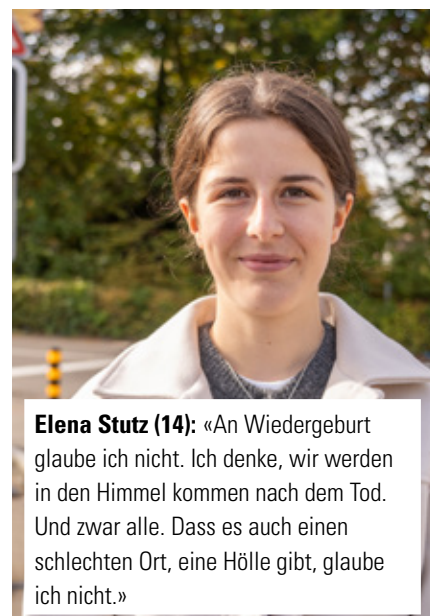 Elena Stutz (14): «An Wiedergeburt
glaube ich nicht. Ich denke, wir werden
in den Himmel kommen nach dem Tod.
Und zwar alle. Dass es auch einen
schlechten Ort, eine Hölle gibt, glaube
ich nicht.»